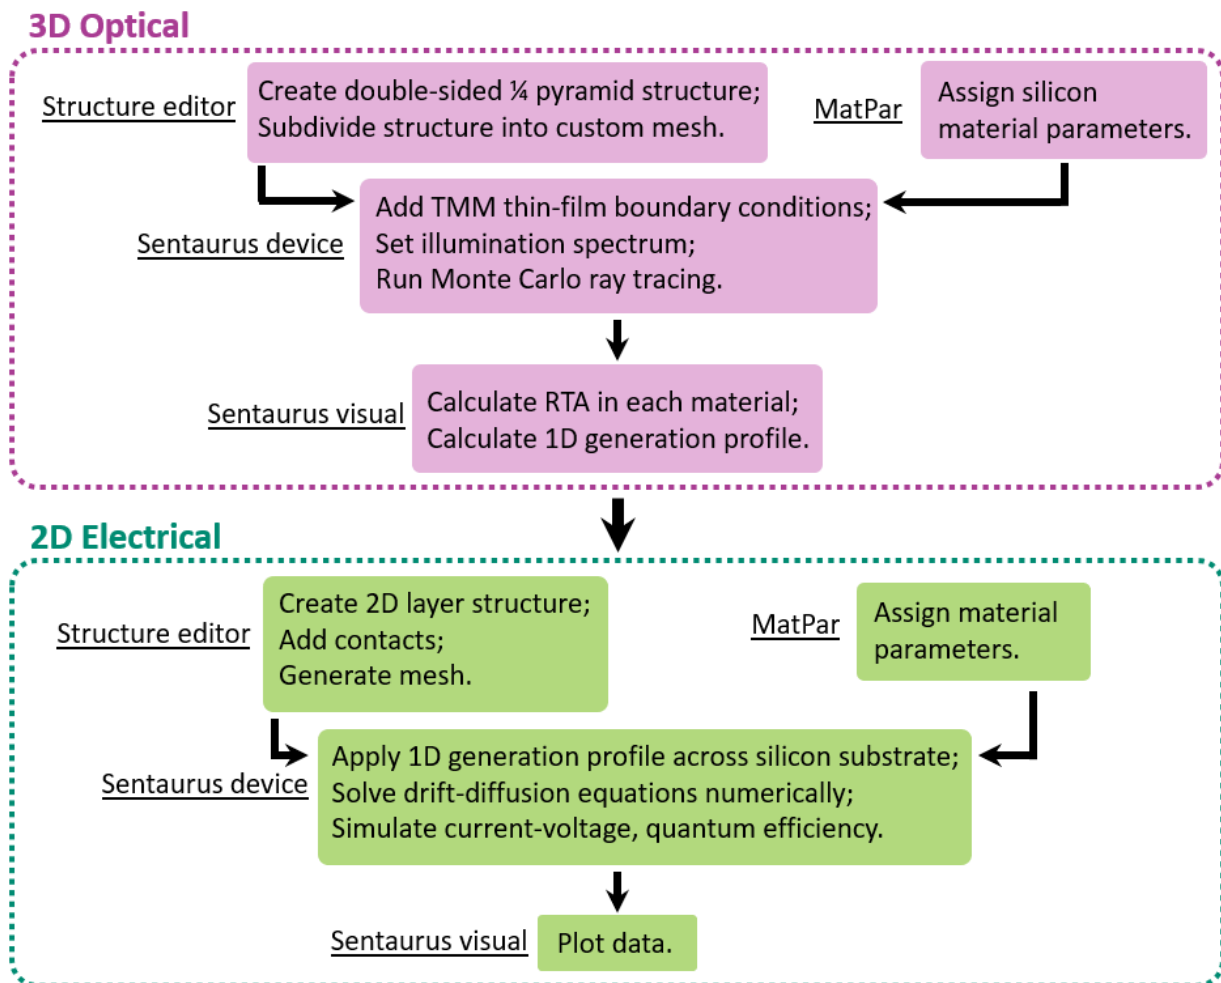 3D Optical
Structure editor
Create double-sided ¼ pyramid structure;
Subdivide structure into custom mesh.
MatPar
Assign silicon
material parameters.
Sentaurus device
Add TMM thin-film boundary conditions;
Set illumination spectrum;
Run Monte Carlo ray tracing.
Sentaurus visual
Calculate RTA in each material;
Calculate 1D generation profile.
2D Electrical
Structure editor
Create 2D layer structure;
Add contacts;
Generate mesh.
MatPar
Assign material
parameters.
Sentaurus device
Apply 1D generation profile across silicon substrate;
Solve drift-diffusion equations numerically;
Simulate current-voltage, quantum efficiency.
Sentaurus visual
Plot data.